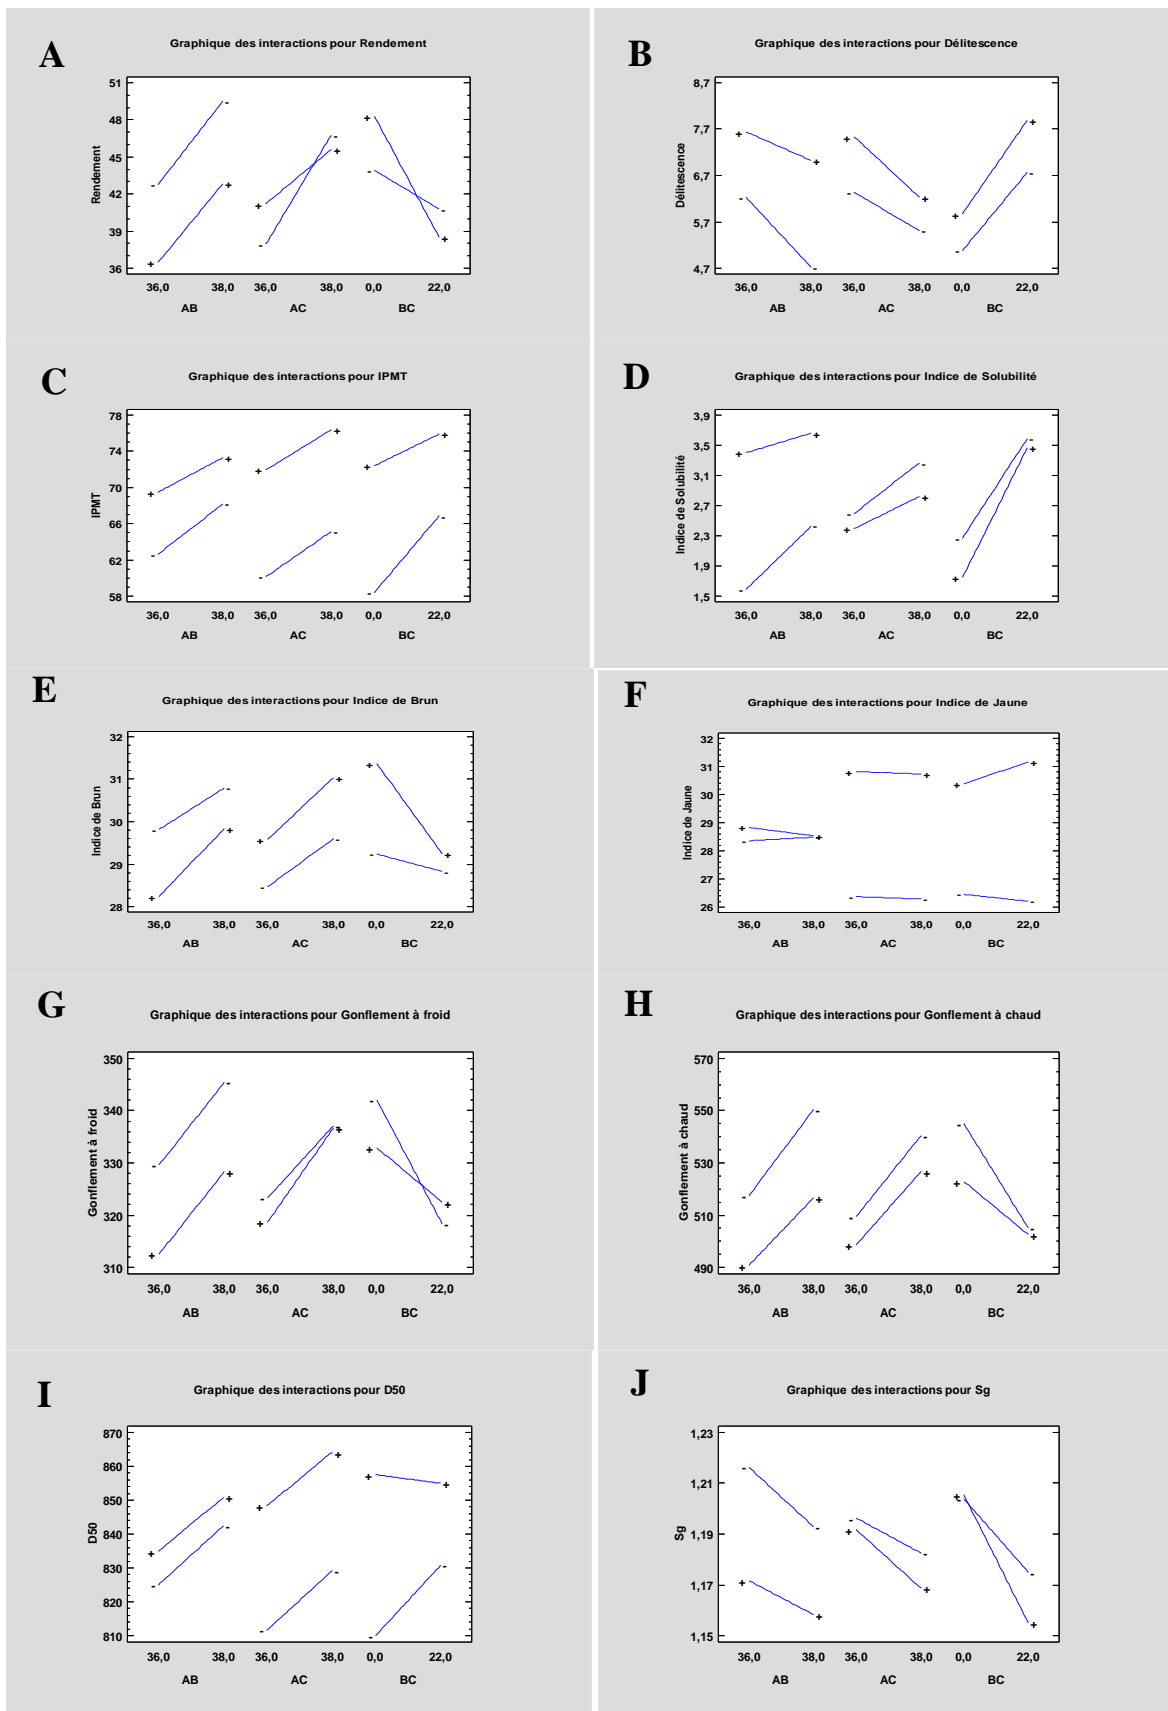 A
Graphique des interactions pour Rendement
51
48
45
42
39
36
Rendement
36,0 38,0 36,0 38,0 0,0 22,0
AB AC BC
B
Graphique des interactions pour Délitescence
8,7
7,7
6,7
5,7
4,7
Délitescence
36,0 38,0 36,0 38,0 0,0 22,0
AB AC BC
C
Graphique des interactions pour IPMT
78
74
70
66
62
58
IPMT
36,0 38,0 36,0 38,0 0,0 22,0
AB AC BC
D
Graphique des interactions pour Indice de Solubilité
3,9
3,5
3,1
2,7
2,3
1,9
1,5
Indice de Solubilité
36,0 38,0 36,0 38,0 0,0 22,0
AB AC BC
E
Graphique des interactions pour Indice de Brun
32
31
30
29
28
Indice de Brun
36,0 38,0 36,0 38,0 0,0 22,0
AB AC BC
F
Graphique des interactions pour Indice de Jaune
32
31
30
29
28
27
26
Indice de Jaune
36,0 38,0 36,0 38,0 0,0 22,0
AB AC BC
G
Graphique des interactions pour Gonflement à froid
350
340
330
320
310
Gonflement à froid
36,0 38,0 36,0 38,0 0,0 22,0
AB AC BC
H
Graphique des interactions pour Gonflement à chaud
570
550
530
510
490
Gonflement à chaud
36,0 38,0 36,0 38,0 0,0 22,0
AB AC BC
I
Graphique des interactions pour D50
870
860
850
840
830
820
810
D50
36,0 38,0 36,0 38,0 0,0 22,0
AB AC BC
J
Graphique des interactions pour Sg
1,23
1,21
1,19
1,17
1,15
Sg
36,0 38,0 36,0 38,0 0,0 22,0
AB AC BC